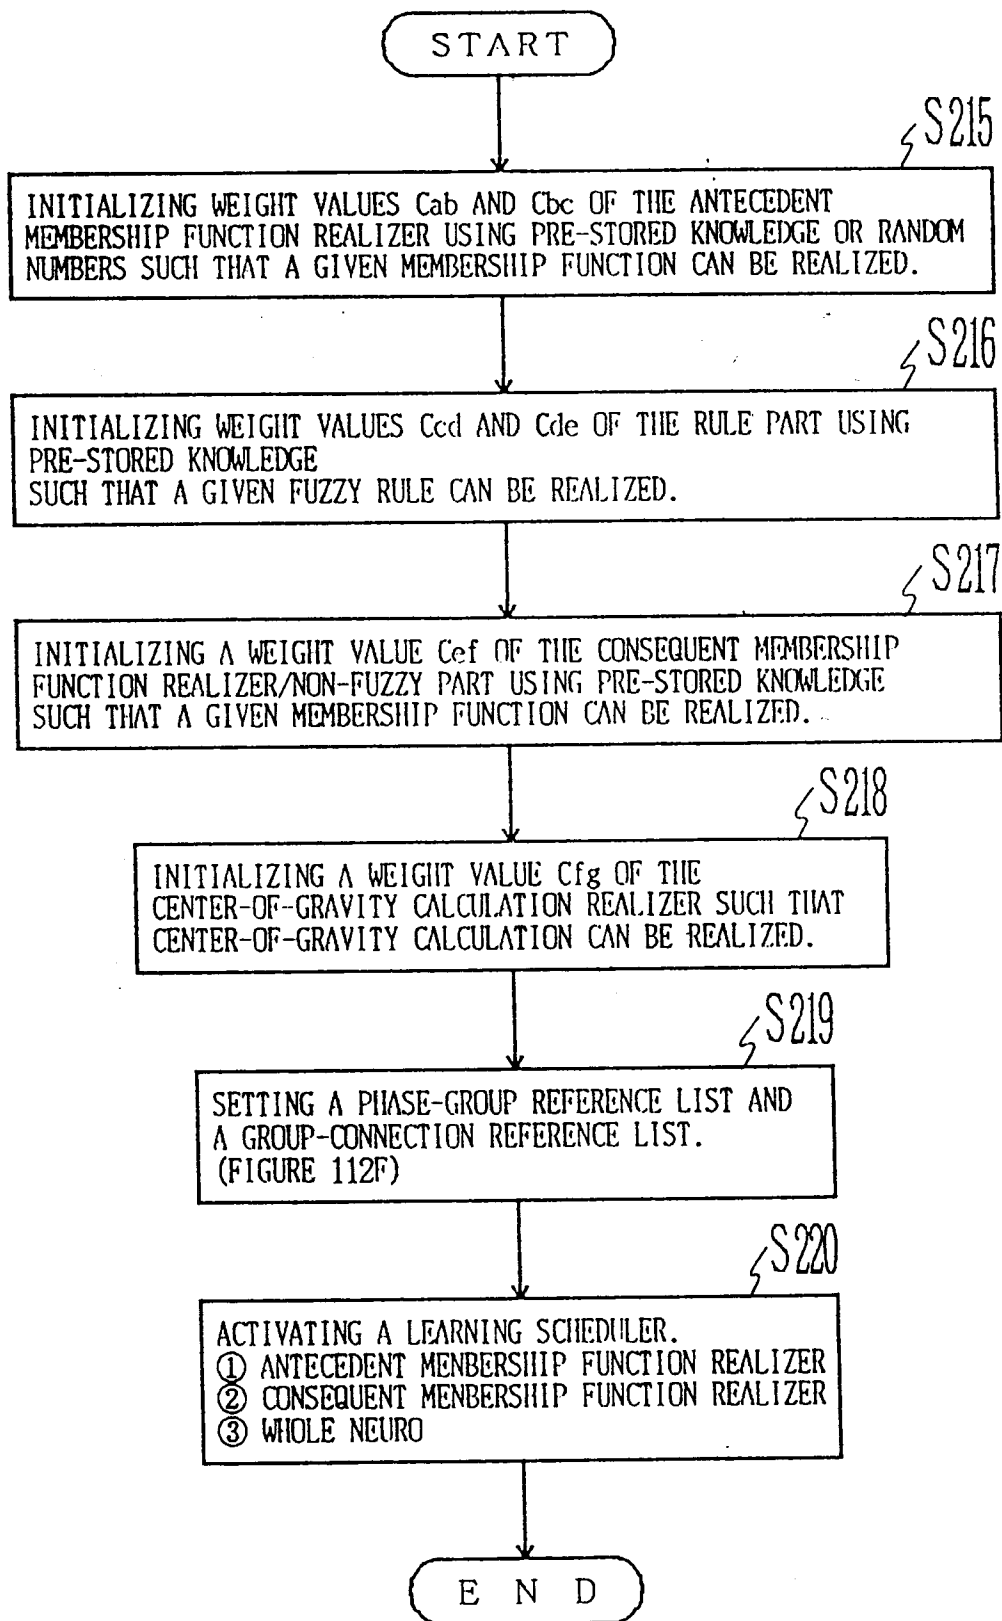 START
S215
INITIALIZING WEIGHT VALUES Cab AND Cbc OF THE ANTECEDENT
MEMBERSHIP FUNCTION REALIZER USING PRE-STORED KNOWLEDGE OR RANDOM
NUMBERS SUCH THAT A GIVEN MEMBERSHIP FUNCTION CAN BE REALIZED.
S216
INITIALIZING WEIGHT VALUES Ccd AND Cde OF THE RULE PART USING
PRE-STORED KNOWLEDGE
SUCH THAT A GIVEN FUZZY RULE CAN BE REALIZED.
S217
INITIALIZING A WEIGHT VALUE Cef OF THE CONSEQUENT MEMBERSHIP
FUNCTION REALIZER/NON-FUZZY PART USING PRE-STORED KNOWLEDGE
SUCH THAT A GIVEN MEMBERSHIP FUNCTION CAN BE REALIZED.
S218
INITIALIZING A WEIGHT VALUE Cfg OF THE
CENTER-OF-GRAVITY CALCULATION REALIZER SUCH THAT
CENTER-OF-GRAVITY CALCULATION CAN BE REALIZED.
S219
SETTING A PHASE-GROUP REFERENCE LIST AND
A GROUP-CONNECTION REFERENCE LIST.
(FIGURE 112F)
S220
ACTIVATING A LEARNING SCHEDULER.
① ANTECEDENT MENBERSHIP FUNCTION REALIZER
② CONSEQUENT MENBERSHIP FUNCTION REALIZER
③ WHOLE NEURO
END